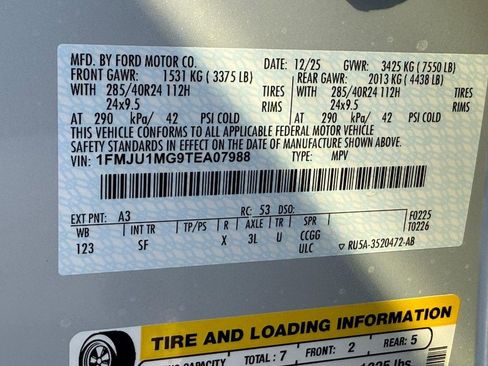 MFD. BY FORD MOTOR CO. DATE: 12/25 GVWR: 3425 KG ( 7550 LB)
FRONT GAWR: 1531 KG ( 3375 LB) REAR GAWR: 2013 KG ( 4438 LB)
WITH 285/40R24 112H TIRES WITH 285/40R24 112H TIRES
24x9.5 RIMS 24x9.5 RIMS
AT 290 kPa/ 42 PSI COLD AT 290 kPa/ 42 PSI COLD
THIS VEHICLE CONFORMS TO ALL APPLICABLE FEDERAL MOTOR VEHICLE
SAFETY STANDARDS IN EFFECT ON THE DATE OF MANUFACTURE SHOWN ABOVE.
VIN: 1FMJU1MG9TEA07988 TYPE: MPV
EXT PNT: A3 RC: 53 DSO: F0225
WB INT TR TP/PS R AXLE TR SPR T0226
123 SF X 3L U CCGG
ULC ▽ RU5A-3520472-AB
TIRE AND LOADING INFORMATION
CAPACITY TOTAL : 7 FRONT: 2 REAR: 5
lbs